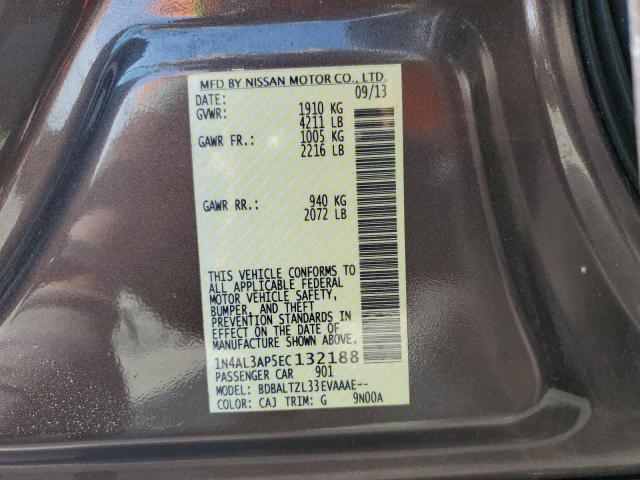 MFD BY NISSAN MOTOR CO., LTD.
DATE: 09/13
GVWR: 1910 KG
4211 LB
GAWR FR.: 1005 KG
2216 LB
GAWR RR.: 940 KG
2072 LB
THIS VEHICLE CONFORMS TO
ALL APPLICABLE FEDERAL
MOTOR VEHICLE SAFETY,
BUMPER, AND THEFT
PREVENTION STANDARDS IN
EFFECT ON THE DATE OF
MANUFACTURE SHOWN ABOVE.
1N4AL3AP5EC132188
PASSENGER CAR 901
MODEL: BDBALTZL33EVAAAE--
COLOR: CAJ TRIM: G 9N00A